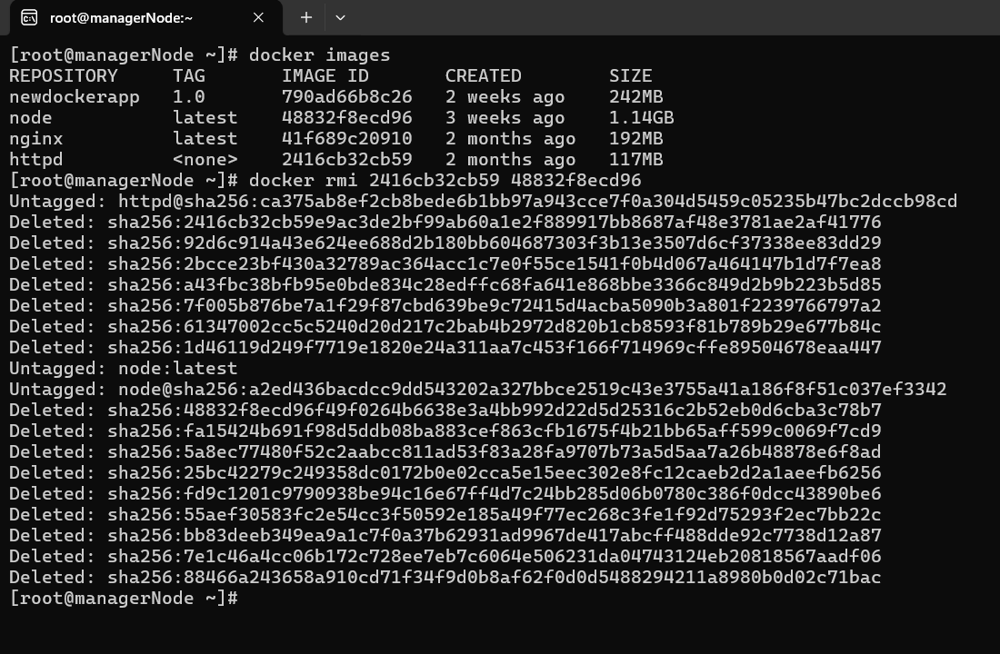 root@managerNode:~
[root@managerNode ~]# docker images
REPOSITORY     TAG       IMAGE ID       CREATED        SIZE
newdockerapp   1.0       790ad66b8c26   2 weeks ago    242MB
node           latest    48832f8ecd96   3 weeks ago    1.14GB
nginx          latest    41f689c20910   2 months ago   192MB
httpd          <none>    2416cb32cb59   2 months ago   117MB
[root@managerNode ~]# docker rmi 2416cb32cb59 48832f8ecd96
Untagged: httpd@sha256:ca375ab8ef2cb8bede6b1bb97a943cce7f0a304d5459c05235b47bc2dccb98cd
Deleted: sha256:2416cb32cb59e9ac3de2bf99ab60a1e2f889917bb8687af48e3781ae2af41776
Deleted: sha256:92d6c914a43e624ee688d2b180bb604687303f3b13e3507d6cf37338ee83dd29
Deleted: sha256:2bcce23bf430a32789ac364acc1c7e0f55ce1541f0b4d067a464147b1d7f7ea8
Deleted: sha256:a43fbc38bfb95e0bde834c28edffc68fa641e868bbe3366c849d2b9b223b5d85
Deleted: sha256:7f005b876be7a1f29f87cbd639be9c72415d4acba5090b3a801f2239766797a2
Deleted: sha256:61347002cc5c5240d20d217c2bab4b2972d820b1cb8593f81b789b29e677b84c
Deleted: sha256:1d46119d249f7719e1820e24a311aa7c453f166f714969cffe89504678eaa447
Untagged: node:latest
Untagged: node@sha256:a2ed436bacdcc9dd543202a327bbce2519c43e3755a41a186f8f51c037ef3342
Deleted: sha256:48832f8ecd96f49f0264b6638e3a4bb992d22d5d25316c2b52eb0d6cba3c78b7
Deleted: sha256:fa15424b691f98d5ddb08ba883cef863cfb1675f4b21bb65aff599c0069f7cd9
Deleted: sha256:5a8ec77480f52c2aabcc811ad53f83a28fa9707b73a5d5aa7a26b48878e6f8ad
Deleted: sha256:25bc42279c249358dc0172b0e02cca5e15eec302e8fc12caeb2d2a1aeefb6256
Deleted: sha256:fd9c1201c9790938be94c16e67ff4d7c24bb285d06b0780c386f0dcc43890be6
Deleted: sha256:55aef30583fc2e54cc3f50592e185a49f77ec268c3fe1f92d75293f2ec7bb22c
Deleted: sha256:bb83deeb349ea9a1c7f0a37b62931ad9967de417abcff488dde92c7738d12a87
Deleted: sha256:7e1c46a4cc06b172c728ee7eb7c6064e506231da04743124eb20818567aadf06
Deleted: sha256:88466a243658a910cd71f34f9d0b8af62f0d0d5488294211a8980b0d02c71bac
[root@managerNode ~]#